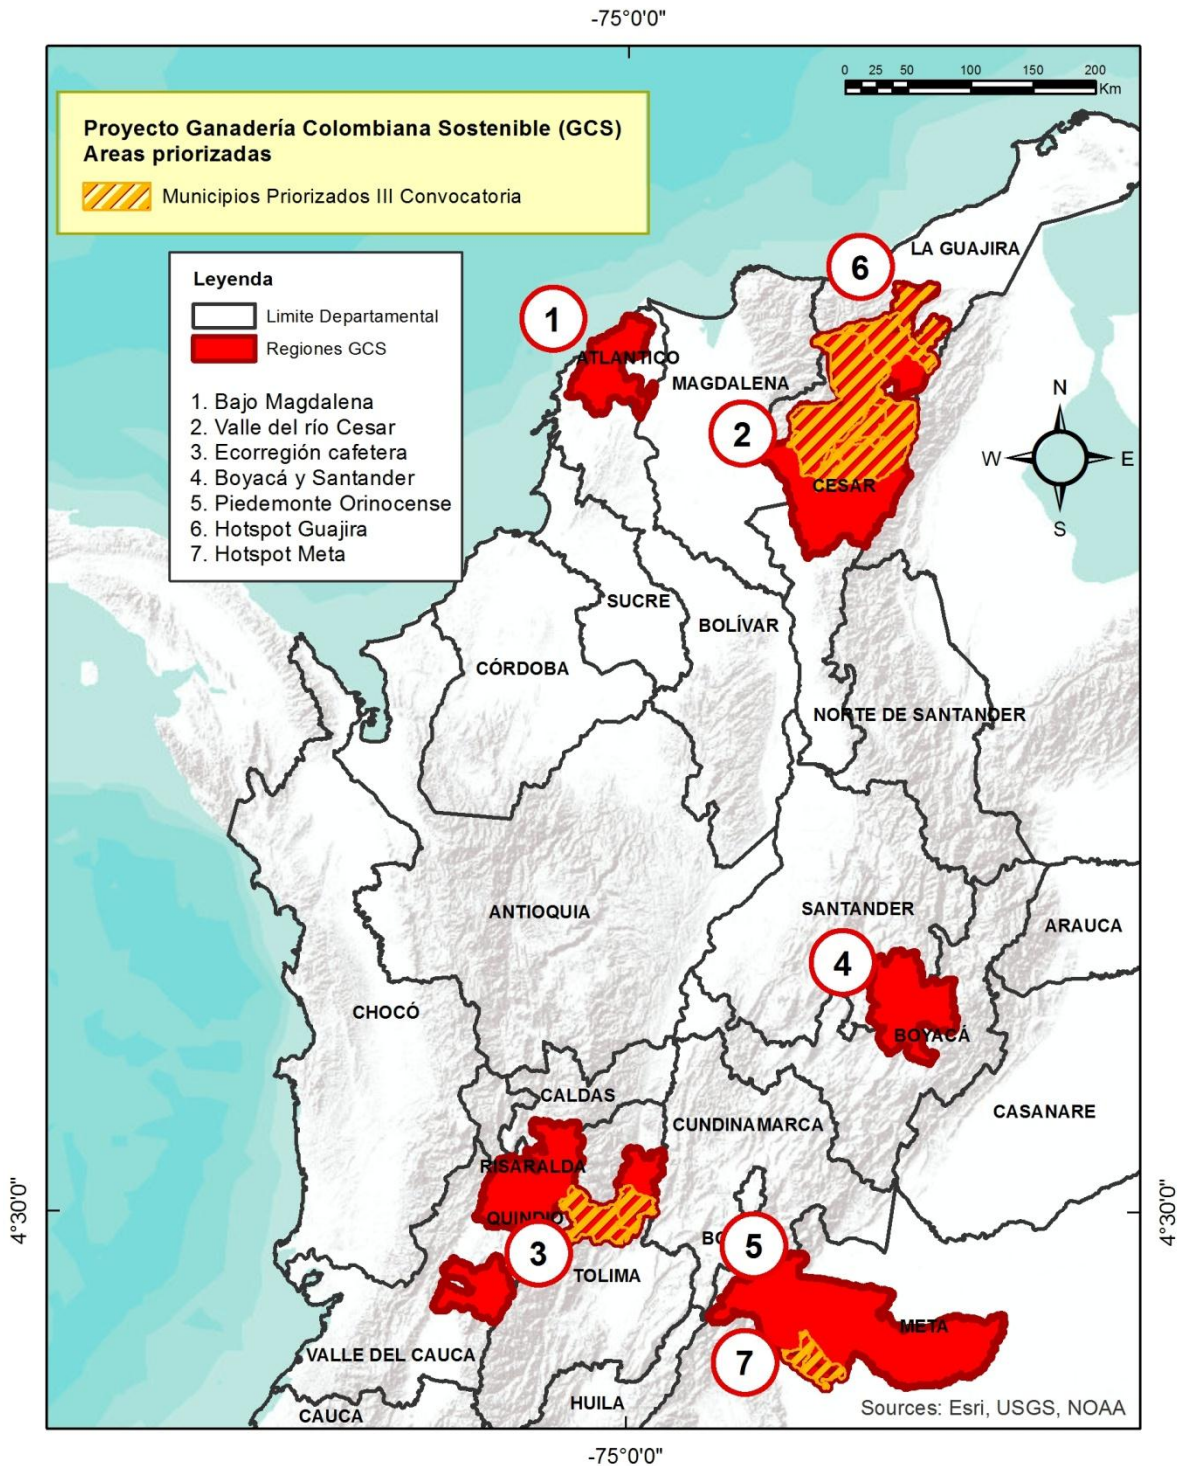 -75°0'0"
0 25 50 100 150 200
Km
Proyecto Ganadería Colombiana Sostenible (GCS)
Areas priorizadas
Municipios Priorizados III Convocatoria
Leyenda
Limite Departamental
Regiones GCS
1. Bajo Magdalena
2. Valle del río Cesar
3. Ecorregión cafetera
4. Boyacá y Santander
5. Piedemonte Orinocense
6. Hotspot Guajira
7. Hotspot Meta
LA GUAJIRA
6
1
ATLANTICO
MAGDALENA
N
2
W E
CESAR
S
SUCRE
BOLÍVAR
CÓRDOBA
NORTE DE SANTANDER
ANTIOQUIA
SANTANDER
ARAUCA
4
CHOCÓ
BOYACÁ
CALDAS
CASANARE
CUNDINAMARCA
RISARALDA
4°30'0"
4°30'0"
QUINDIO
BO
5
3
TOLIMA
META
VALLE DEL CAUCA
7
HUILA
CAUCA
Sources: Esri, USGS, NOAA
-75°0'0"